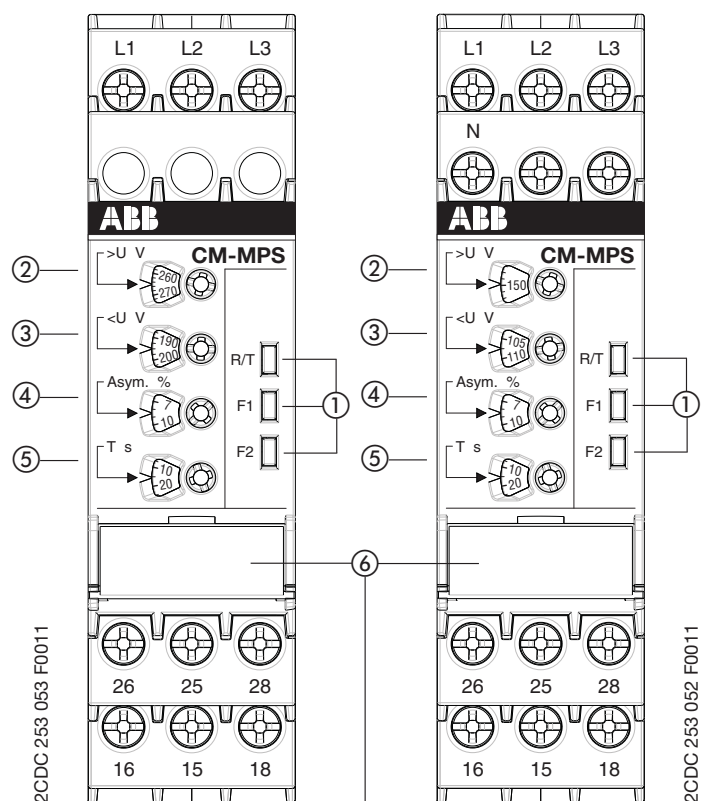 L1 L2 L3
ABB
CM-MPS
② >U V
260
270
③ <U V
190
200
④ Asym. %
7
10
⑤ T s
10
20
R/T
F1
F2
①
26 25 28
16 15 18
2CDC 253 053 F0011
⑥
L1 L2 L3
N
ABB
CM-MPS
② >U V
150
③ <U V
105
110
④ Asym. %
7
10
⑤ T s
10
20
R/T
F1
F2
①
26 25 28
16 15 18
2CDC 253 052 F0011